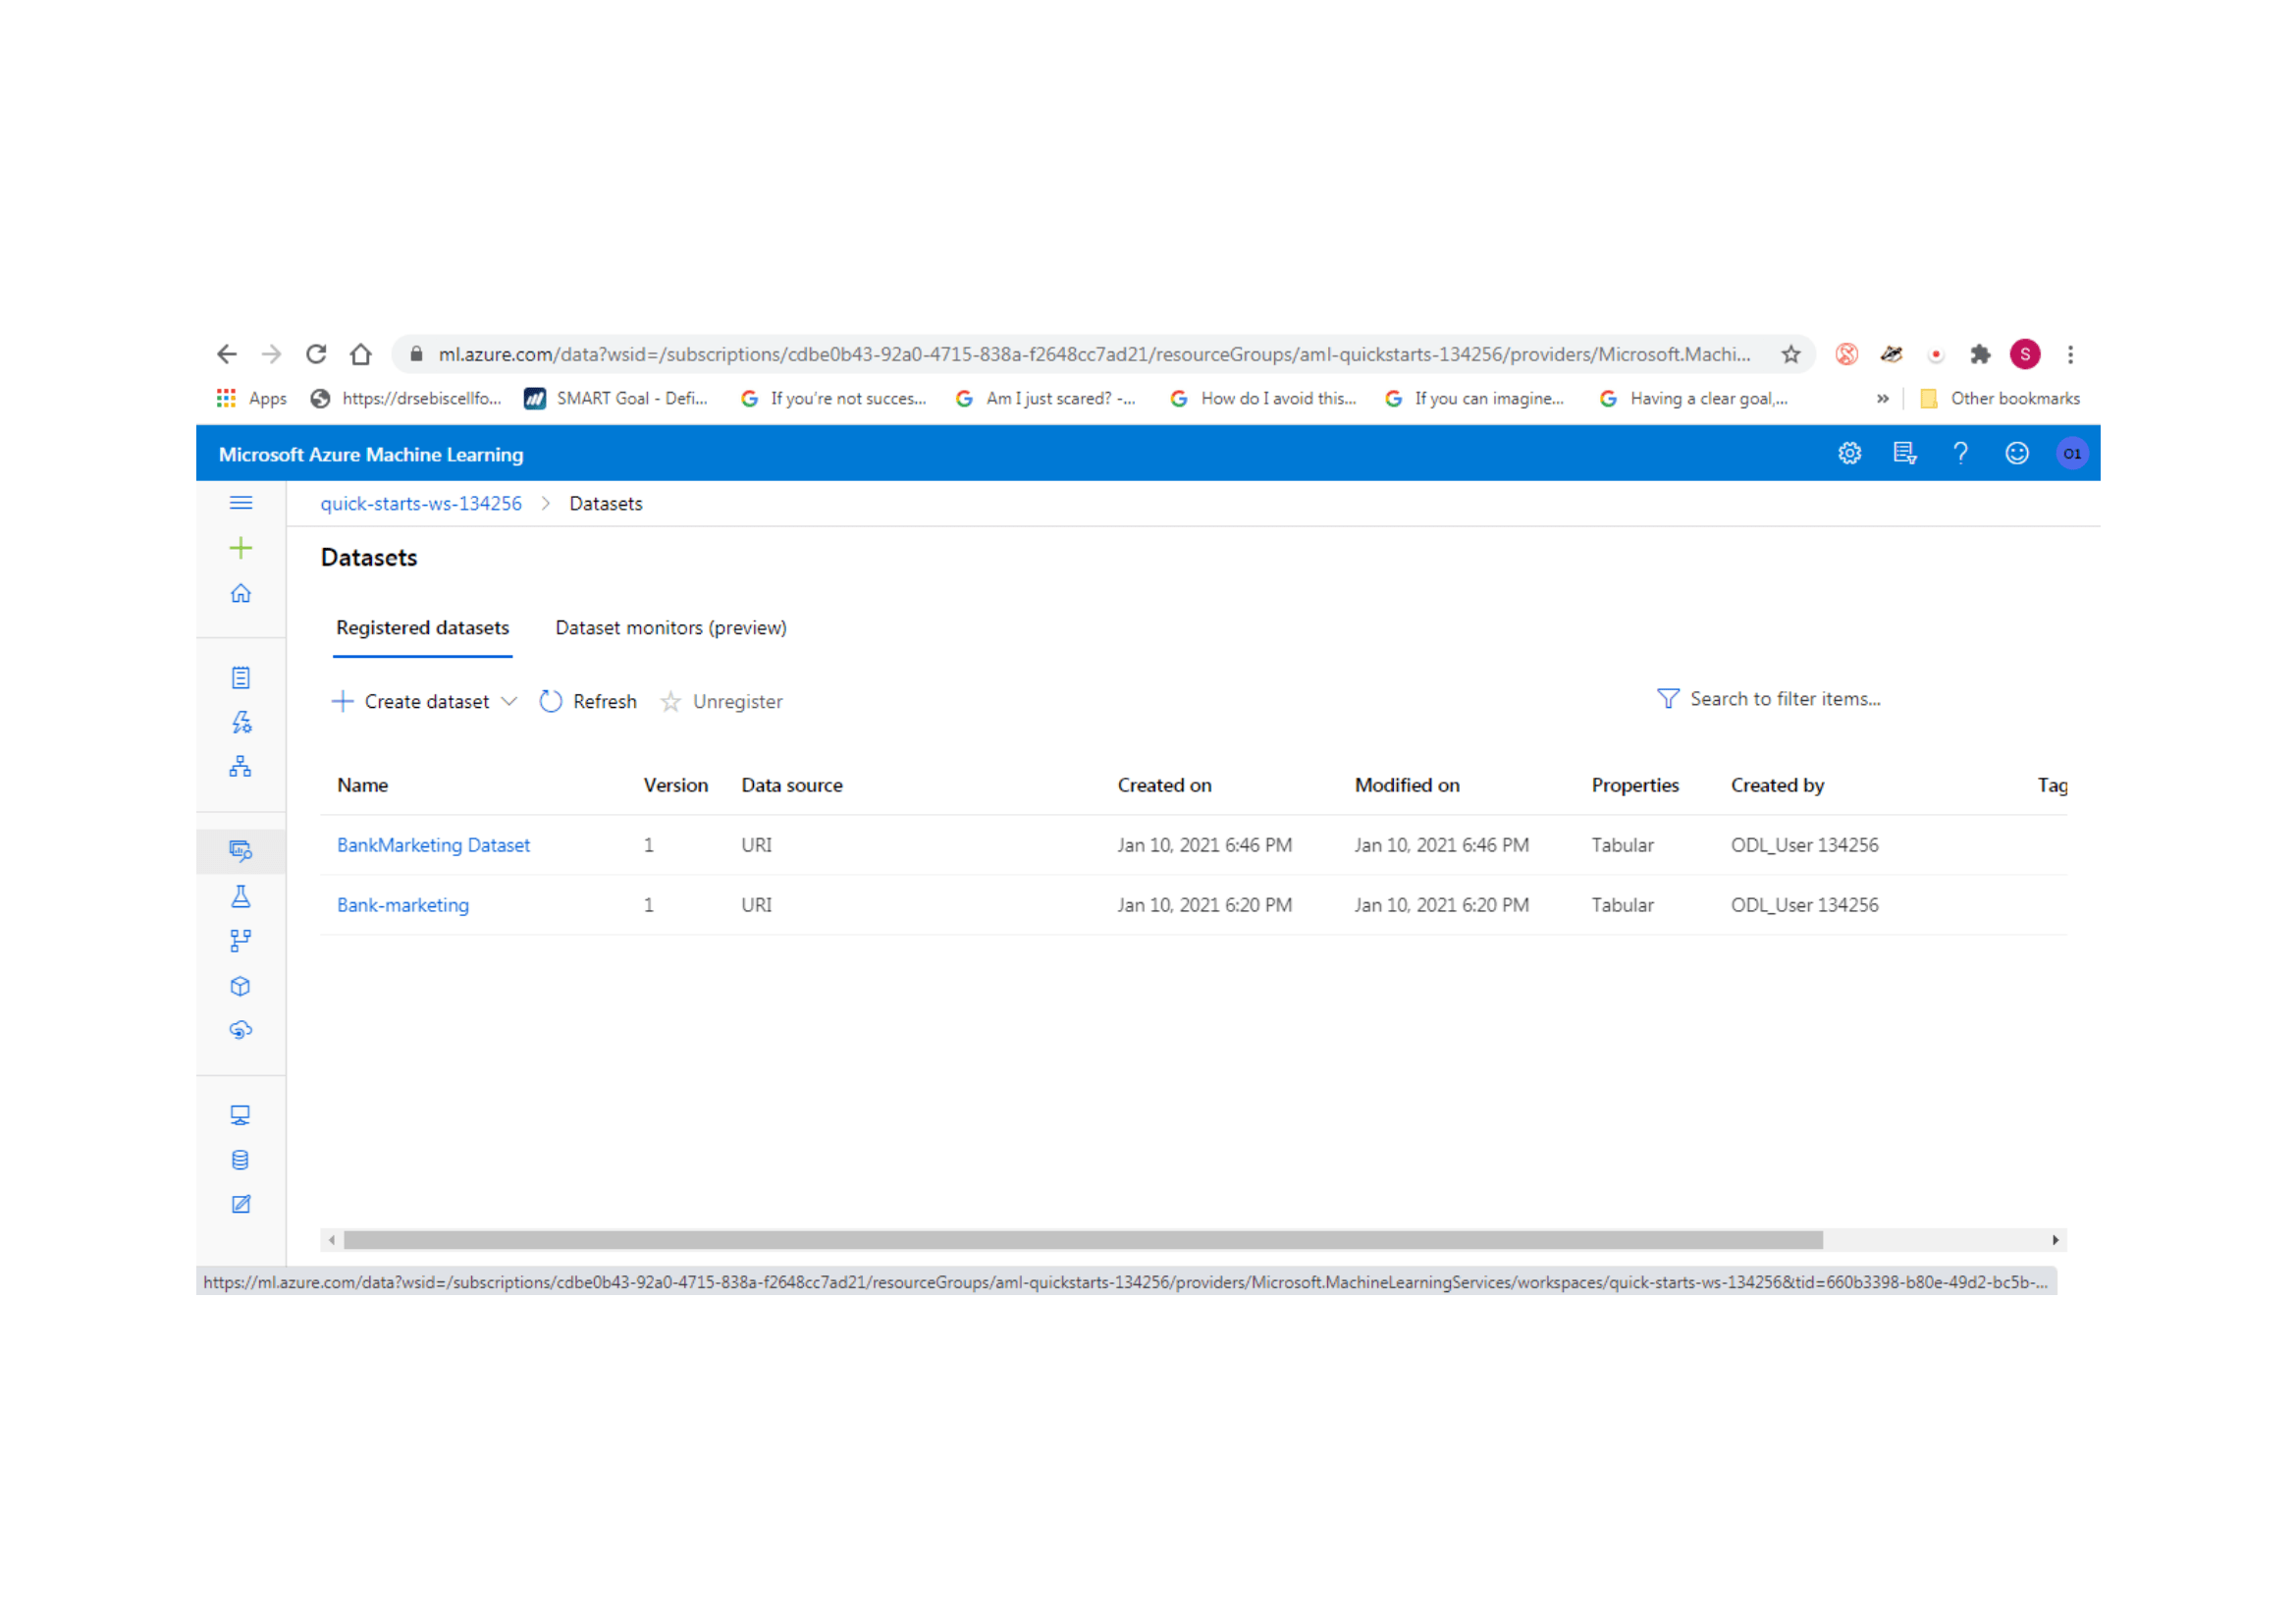 ml.azure.com/data?wsid=/subscriptions/cdbe0b43-92a0-4715-838a-f2648cc7ad21/resourceGroups/aml-quickstarts-134256/providers/Microsoft.Machi... S
Apps https://drsebiscellfo... SMART Goal - Defi... If you're not succes... Am I just scared? -... How do I avoid this... If you can imagine... Having a clear goal,... » Other bookmarks
Microsoft Azure Machine Learning ? O1
quick-starts-ws-134256 > Datasets
Datasets
Registered datasets Dataset monitors (preview)
Create dataset Refresh Unregister Search to filter items...
Name Version Data source Created on Modified on Properties Created by Tag
BankMarketing Dataset 1 URI Jan 10, 2021 6:46 PM Jan 10, 2021 6:46 PM Tabular ODL_User 134256
Bank-marketing 1 URI Jan 10, 2021 6:20 PM Jan 10, 2021 6:20 PM Tabular ODL_User 134256
https://ml.azure.com/data?wsid=/subscriptions/cdbe0b43-92a0-4715-838a-f2648cc7ad21/resourceGroups/aml-quickstarts-134256/providers/Microsoft.MachineLearningServices/workspaces/quick-starts-ws-134256&tid=660b3398-b80e-49d2-bc5b-...